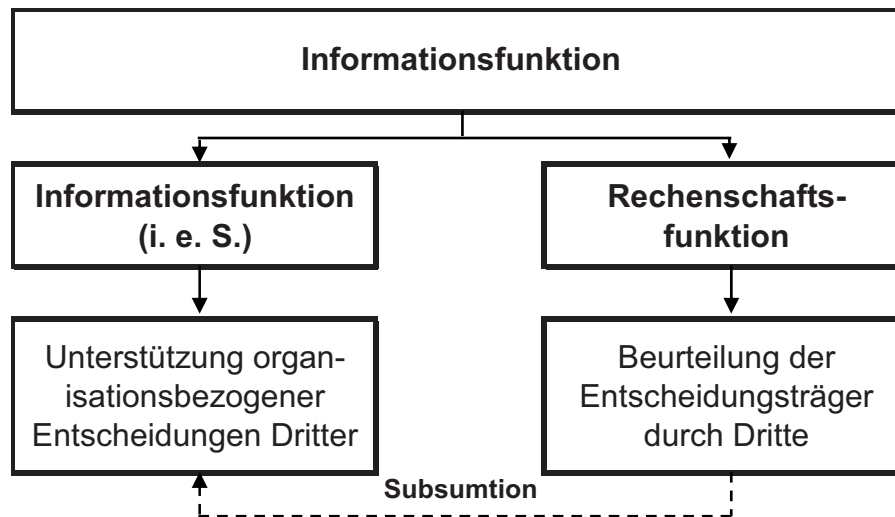 Informationsfunktion
Informationsfunktion
(i. e. S.)
Rechenschafts-
funktion
Unterstützung organ-
isationsbezogener
Entscheidungen Dritter
Beurteilung der
Entscheidungsträger
durch Dritte
Subsumtion